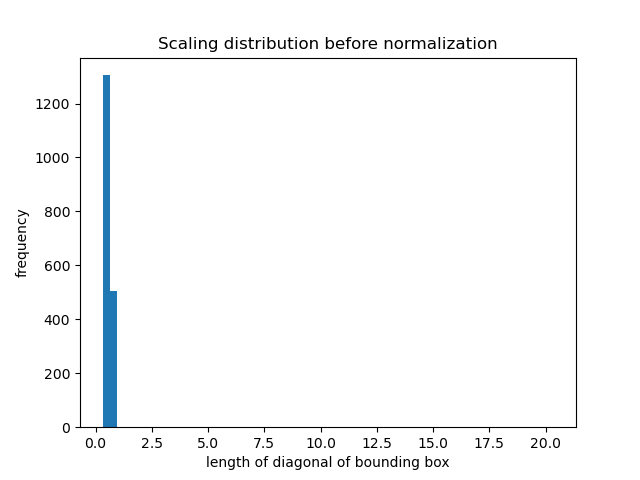 Scaling distribution before normalization
1200
1000
800
600
400
200
0
frequency
0.0 2.5 5.0 7.5 10.0 12.5 15.0 17.5 20.0
length of diagonal of bounding box